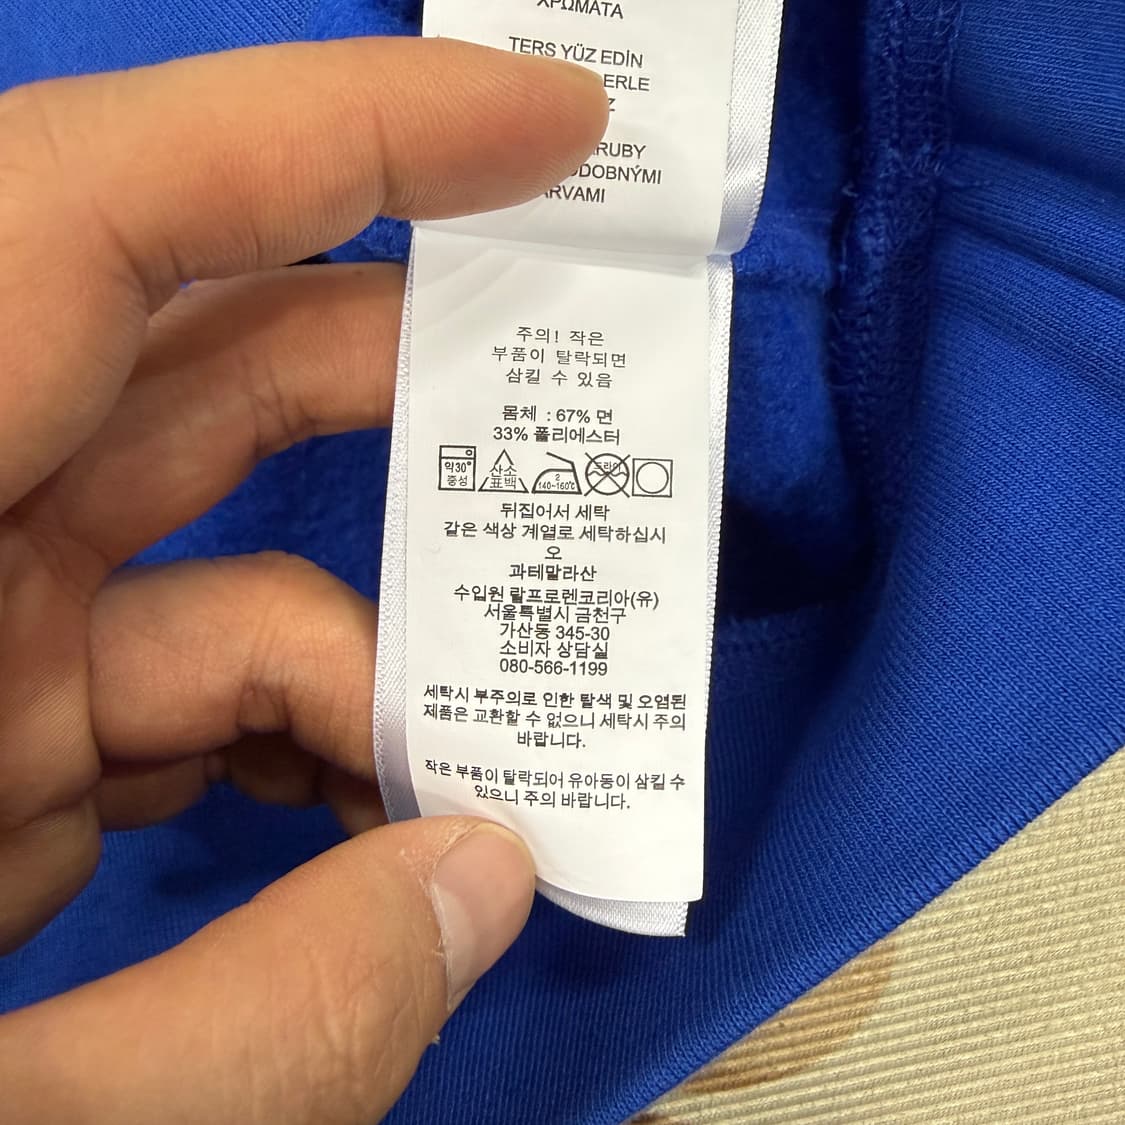 ΧΡΩΜΑΤΑ
TERS YÜZ EDİN
ERLE
Z
RUBY
ODOBNÝMI
ARVAMI
주의! 작은
부품이 탈락되면
삼킬 수 있음
몸체 : 67% 면
33% 폴리에스터
약30° 중성
산소 표백
2 140~160℃
드라이
뒤집어서 세탁
같은 색상 계열로 세탁하십시
오
과테말라산
수입원 랄프로렌코리아(유)
서울특별시 금천구
가산동 345-30
소비자 상담실
080-566-1199
세탁시 부주의로 인한 탈색 및 오염된
제품은 교환할 수 없으니 세탁시 주의
바랍니다.
작은 부품이 탈락되어 유아동이 삼킬 수
있으니 주의 바랍니다.